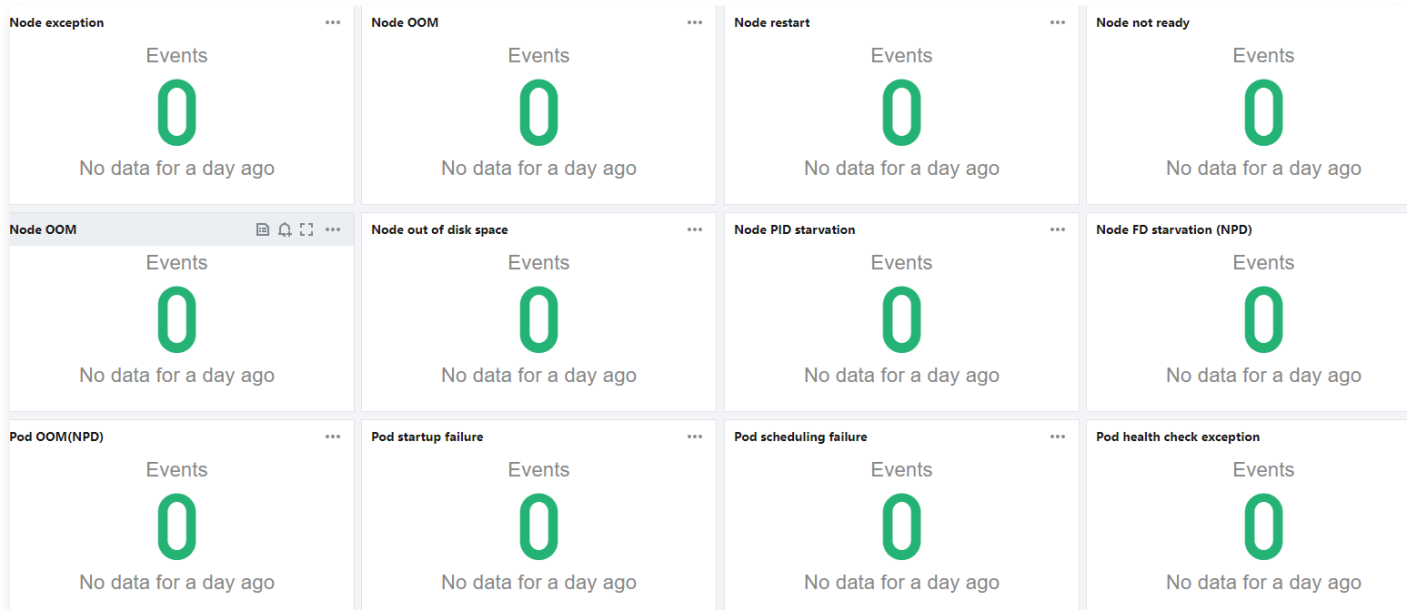 Node exception
Node OOM
Node restart
Node not ready
Events
Events
Events
Events
0
0
0
0
No data for a day ago
No data for a day ago
No data for a day ago
No data for a day ago
Node OOM
Node out of disk space
Node PID starvation
Node FD starvation (NPD)
Events
Events
Events
Events
0
0
0
0
No data for a day ago
No data for a day ago
No data for a day ago
No data for a day ago
Pod OOM(NPD)
Pod startup failure
Pod scheduling failure
Pod health check exception
Events
Events
Events
Events
0
0
0
0
No data for a day ago
No data for a day ago
No data for a day ago
No data for a day ago